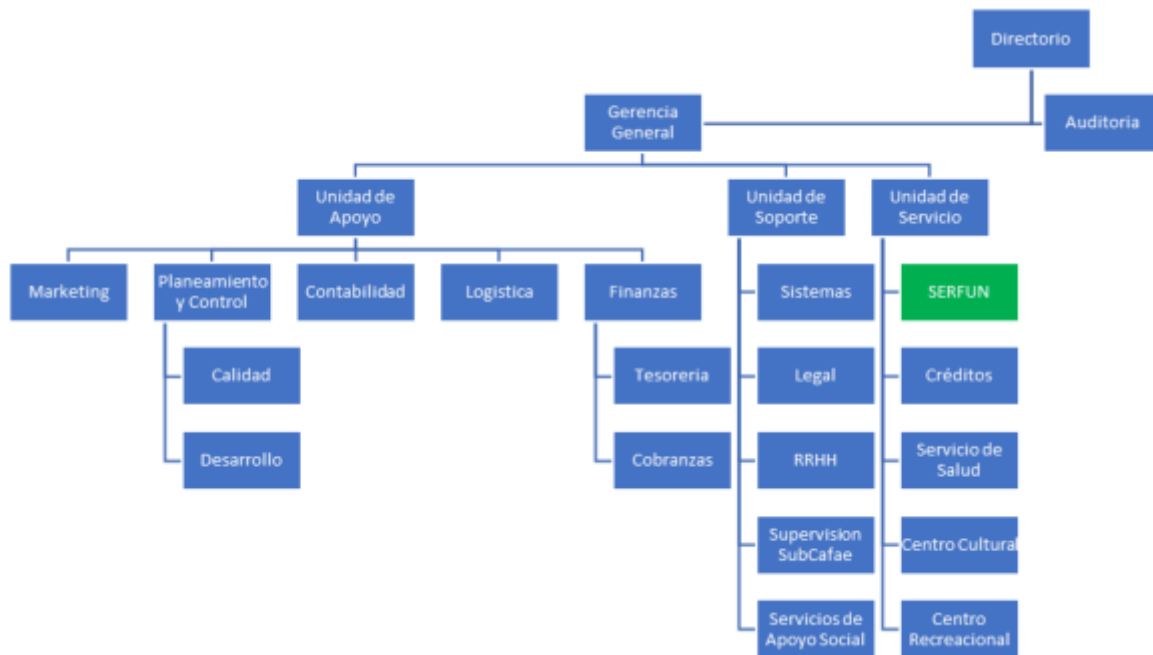 Directorio
Gerencia
General
Auditoria
Unidad de
Apoyo
Unidad de
Soporte
Unidad de
Servicio
Marketing
Planeamiento
y Control
Contabilidad
Logistica
Finanzas
Sistemas
SERFUN
Calidad
Tesoreria
Legal
Créditos
Desarrollo
Cobranzas
RRHH
Servicio de
Salud
Supervision
SubCafae
Centro Cultural
Servicios de
Apoyo Social
Centro
Recreacional